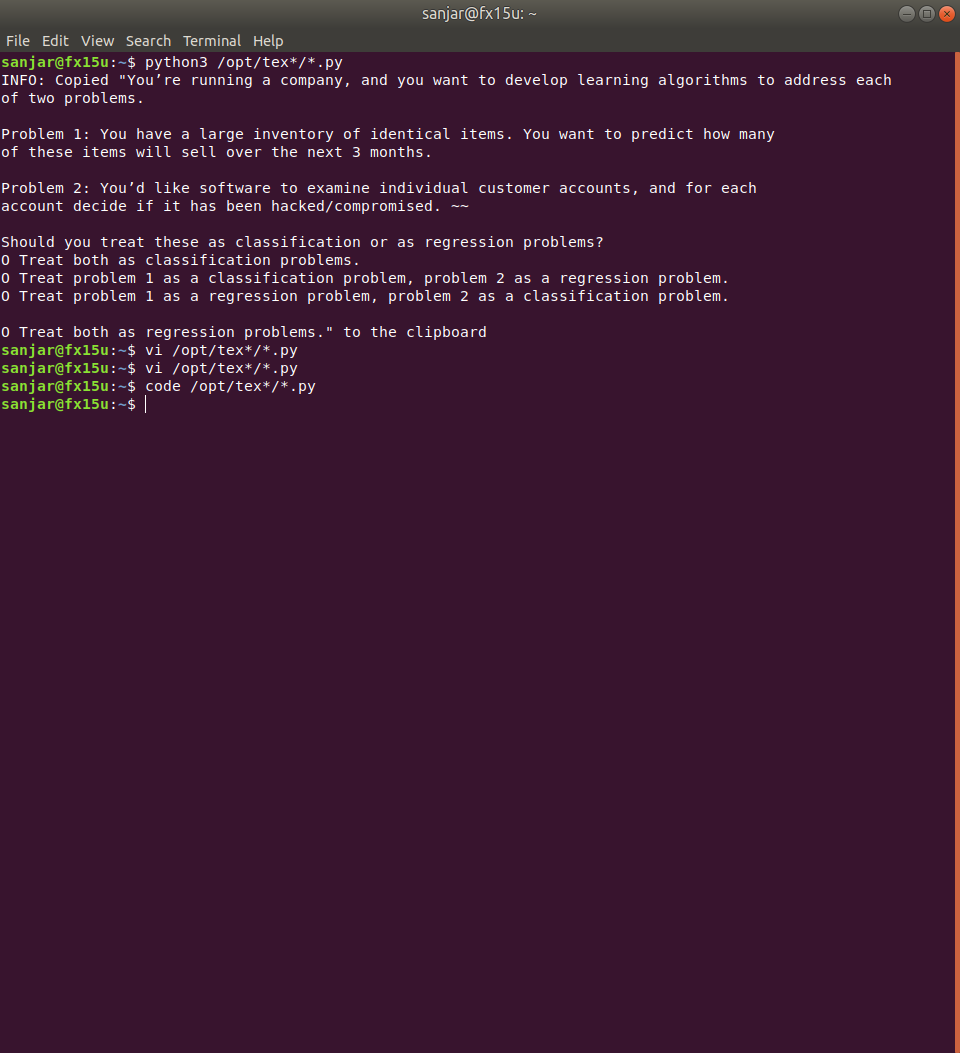 sanjar@fx15u: ~
File Edit View Search Terminal Help
sanjar@fx15u:~$ python3 /opt/tex*/*.py
INFO: Copied "You’re running a company, and you want to develop learning algorithms to address each
of two problems.
Problem 1: You have a large inventory of identical items. You want to predict how many
of these items will sell over the next 3 months.
Problem 2: You’d like software to examine individual customer accounts, and for each
account decide if it has been hacked/compromised. ~~
Should you treat these as classification or as regression problems?
O Treat both as classification problems.
O Treat problem 1 as a classification problem, problem 2 as a regression problem.
O Treat problem 1 as a regression problem, problem 2 as a classification problem.
O Treat both as regression problems." to the clipboard
sanjar@fx15u:~$ vi /opt/tex*/*.py
sanjar@fx15u:~$ vi /opt/tex*/*.py
sanjar@fx15u:~$ code /opt/tex*/*.py
sanjar@fx15u:~$